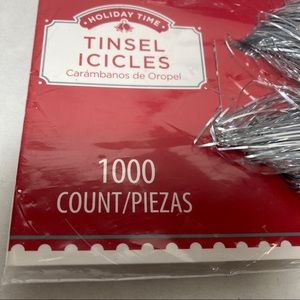 HOLIDAY TIME
TINSEL
ICICLES
Carámbanos de Oropel
1000
COUNT/PIEZAS